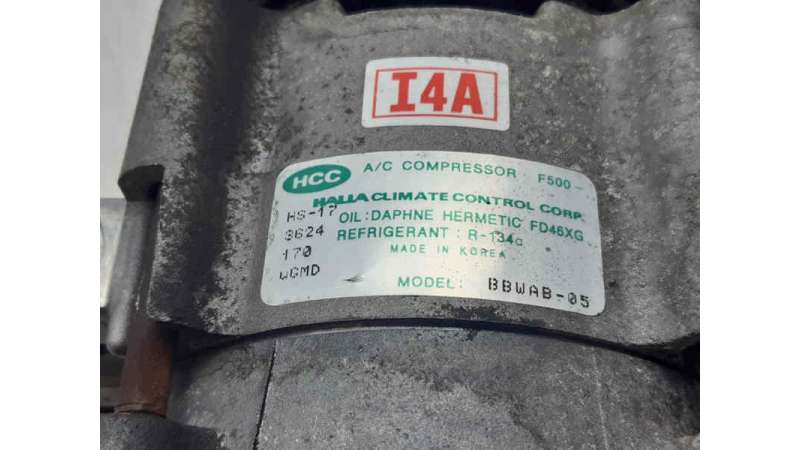 I4A
HCC A/C COMPRESSOR F500-
HALLA CLIMATE CONTROL CORP.
HS-17 OIL: DAPHNE HERMETIC FD46XG
3624 REFRIGERANT: R-134a
170 MADE IN KOREA
WGMD
MODEL: BBWAB-05